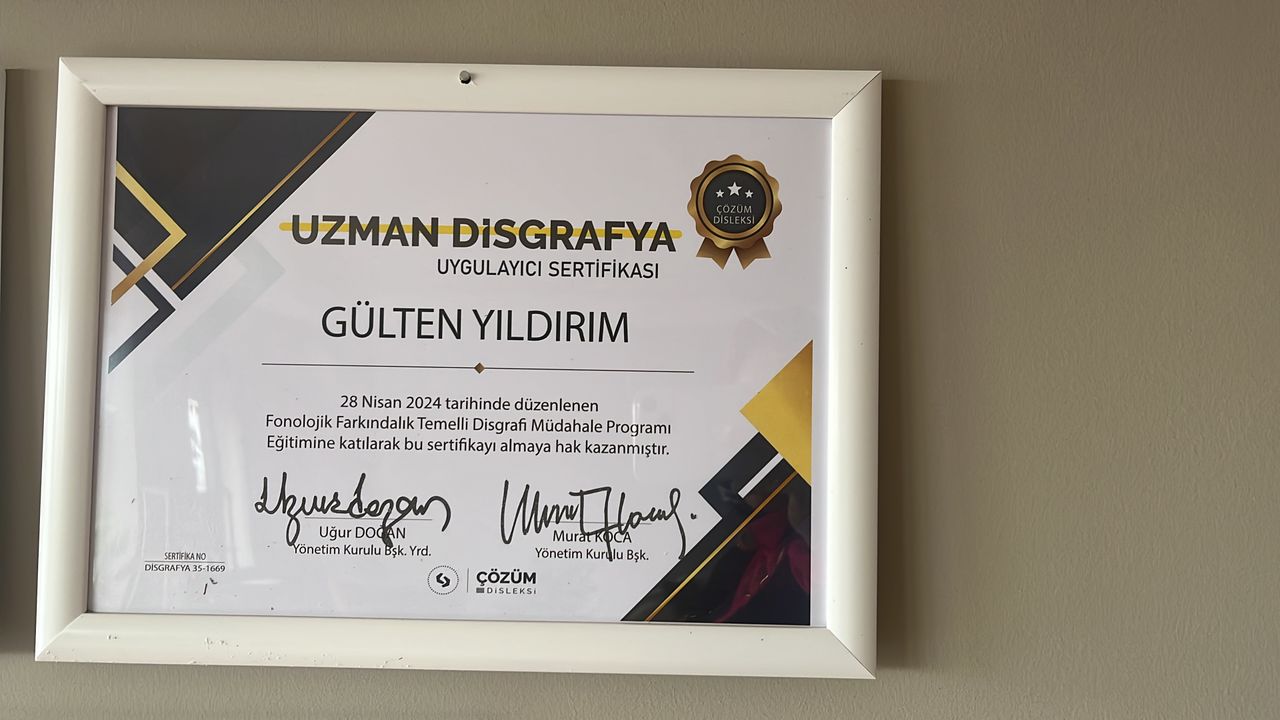 UZMAN DiSGRAFYA
UYGULAYICI SERTİFİKASI
ÇÖZÜM
DİSLEKSİ
GÜLTEN YILDIRIM
28 Nisan 2024 tarihinde düzenlenen
Fonolojik Farkındalık Temelli Disgrafi Müdahale Programı
Eğitimine katılarak bu sertifikayı almaya hak kazanmıştır.
Uğur DOĞAN
Yönetim Kurulu Bşk. Yrd.
Murat KOCA
Yönetim Kurulu Bşk.
SERTİFİKA NO
DİSGRAFYA 35-1669
ÇÖZÜM
DİSLEKSİ